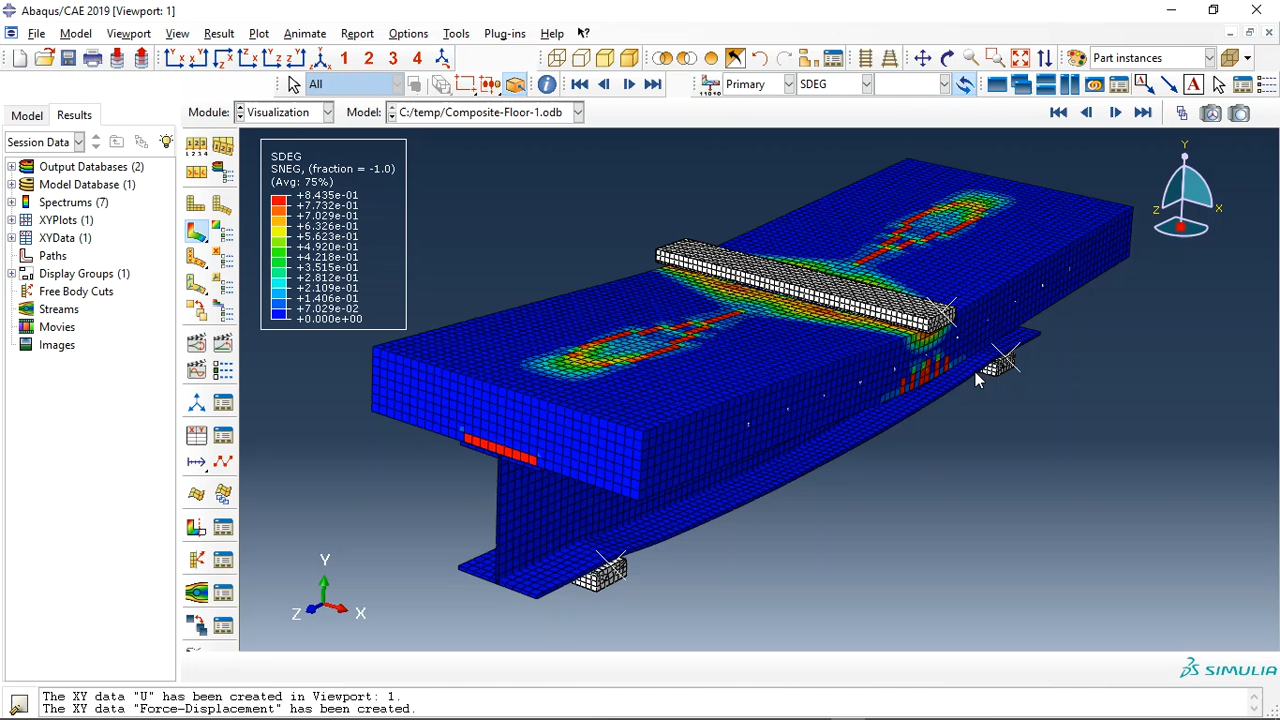 Abaqus/CAE 2019 [Viewport: 1]
File Model Viewport View Result Plot Animate Report Options Tools Plug-ins Help
1 2 3 4
Part instances
All
Primary
SDEG
Model Results
Module: Visualization Model: C:/temp/Composite-Floor-1.odb
Session Data
Output Databases (2)
Model Database (1)
Spectrums (7)
XYPlots (1)
XYData (1)
Paths
Display Groups (1)
Free Body Cuts
Streams
Movies
Images
SDEG
SNEG, (fraction = -1.0)
(Avg: 75%)
+8.435e-01
+7.732e-01
+7.029e-01
+6.326e-01
+5.623e-01
+4.920e-01
+4.218e-01
+3.515e-01
+2.812e-01
+2.109e-01
+1.406e-01
+7.029e-02
+0.000e+00
Y
Z
X
Y
Z
X
SIMULIA
The XY data "U" has been created in Viewport: 1.
The XY data "Force-Displacement" has been created.